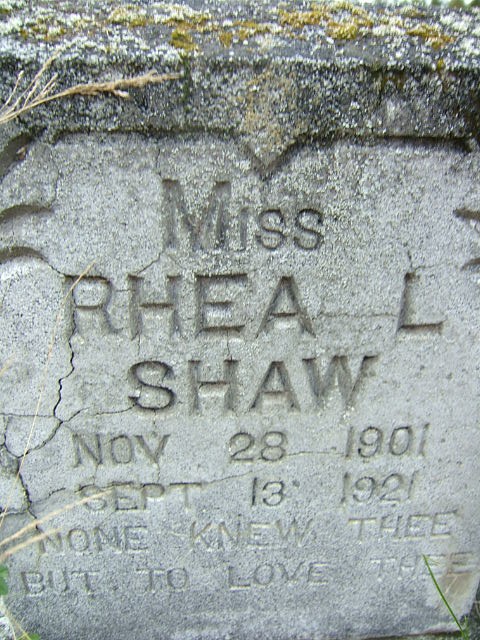 MISS
RHEA L
SHAW
NOV 28 1901
SEPT 13 1921
NONE KNEW THEE
BUT TO LOVE THEE